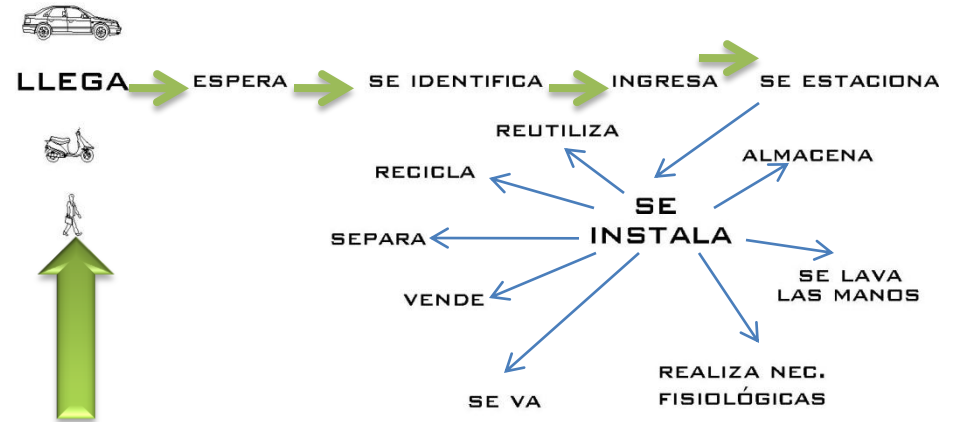 LLEGA
ESPERA
SE IDENTIFICA
INGRESA
SE ESTACIONA
REUTILIZA
ALMACENA
RECICLA
SE
INSTALA
SEPARA
SE LAVA
LAS MANOS
VENDE
REALIZA NEC.
FISIOLÓGICAS
SE VA